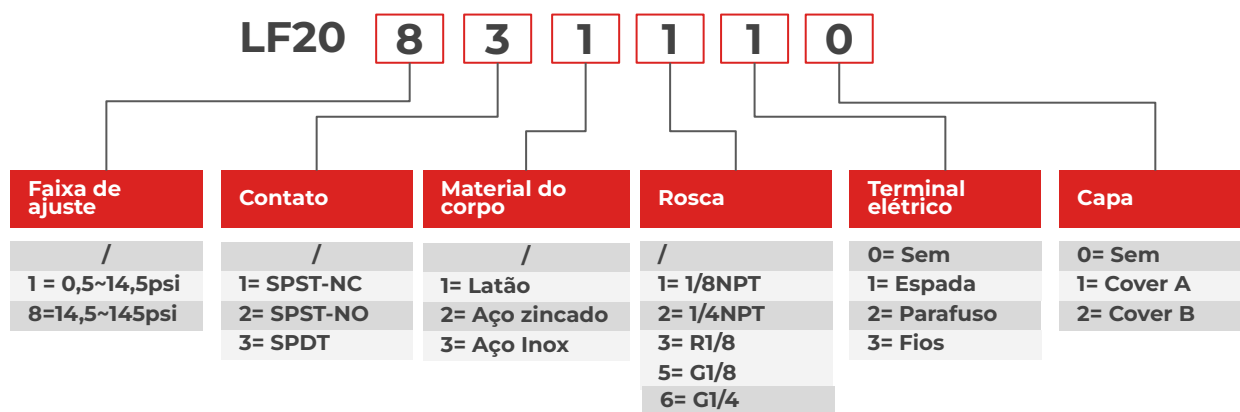 LF20 8 3 1 1 1 0
Faixa de
ajuste
/
1 = 0,5~14,5psi
8=14,5~145psi
Contato
/
1= SPST-NC
2= SPST-NO
3= SPDT
Material do
corpo
/
1= Latão
2= Aço zincado
3= Aço Inox
Rosca
/
1= 1/8NPT
2= 1/4NPT
3= R1/8
5= G1/8
6= G1/4
Terminal
elétrico
0= Sem
1= Espada
2= Parafuso
3= Fios
Capa
0= Sem
1= Cover A
2= Cover B